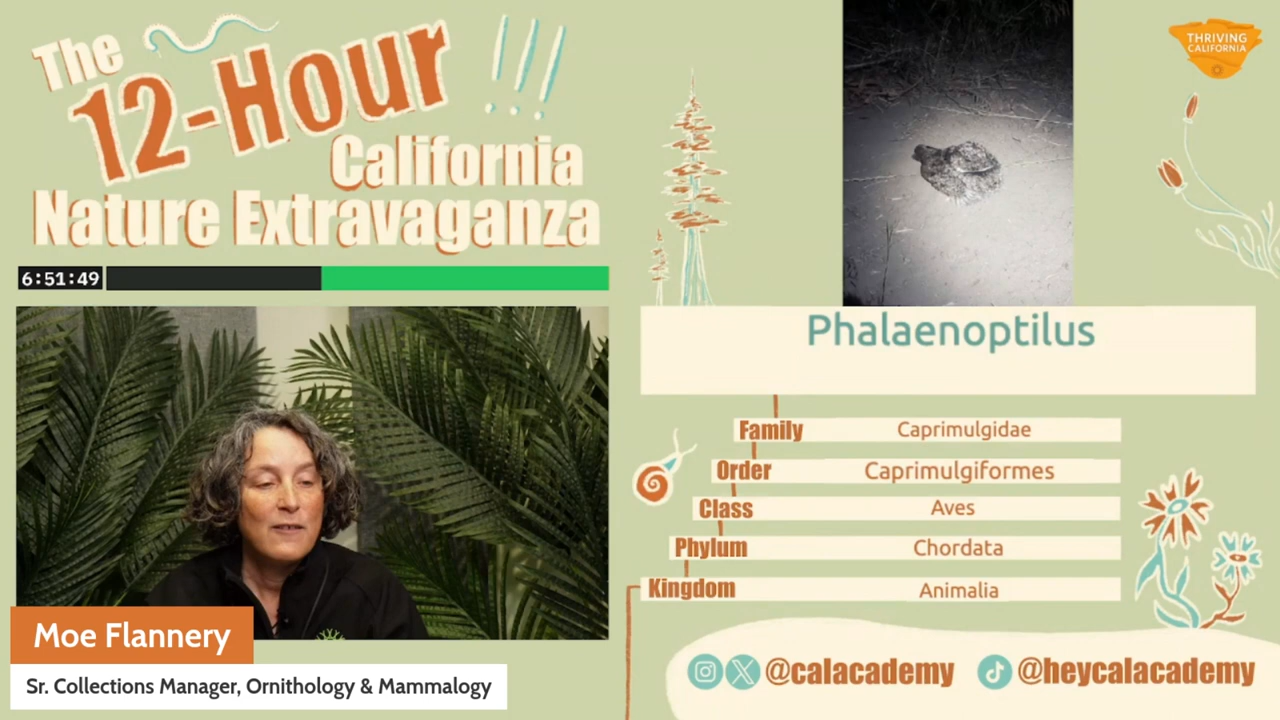 The
12-Hour !!!
California
Nature Extravaganza
6:51:49
Moe Flannery
Sr. Collections Manager, Ornithology & Mammalogy
THRIVING
CALIFORNIA
Phalaenoptilus
Family Caprimulgidae
Order Caprimulgiformes
Class Aves
Phylum Chordata
Kingdom Animalia
@calacademy @heycalacademy